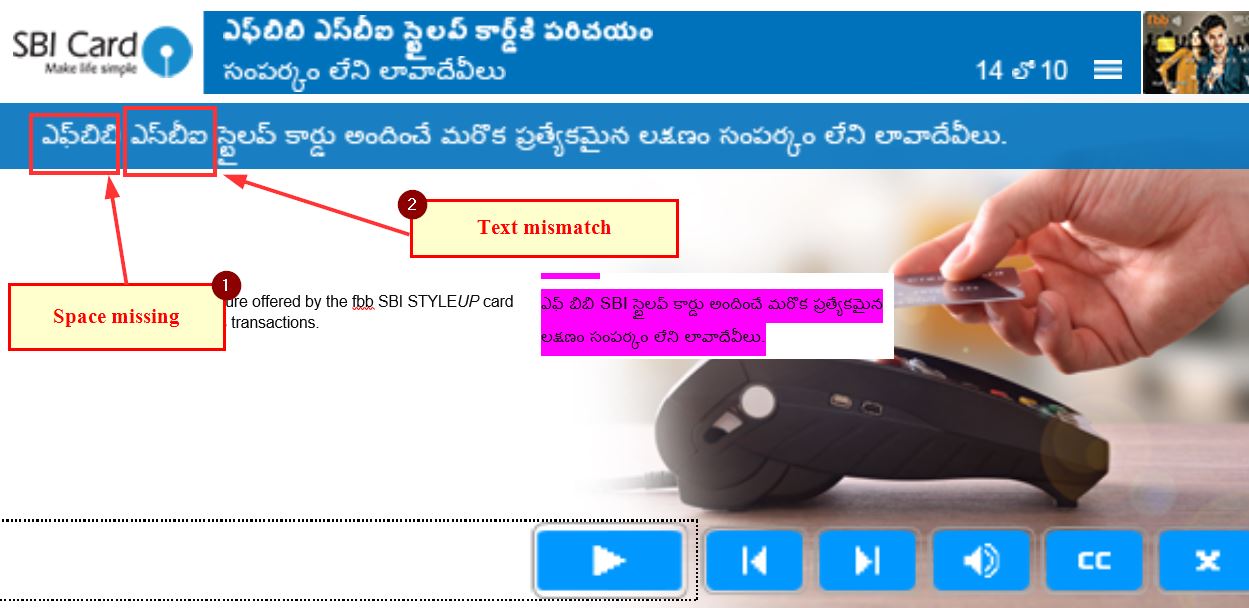 SBI Card
Make life simple
ఎఫ్‌బిబి ఎస్‌బీఐ స్టైలప్ కార్డ్‌కి పరిచయం
సంపర్కం లేని లావాదేవీలు
14 లో 10
fbb
ఎఫ్‌బిబి ఎస్‌బీఐ స్టైలప్ కార్డు అందించే మరొక ప్రత్యేకమైన లక్షణం సంపర్కం లేని లావాదేవీలు.
2
Text mismatch
1
Space missing
ure offered by the fbb SBI STYLEUP card
transactions.
ఎఫ్ బిబి SBI స్టైలప్ కార్డు అందించే మరొక ప్రత్యేకమైన
లక్షణం సంపర్కం లేని లావాదేవీలు.
CC